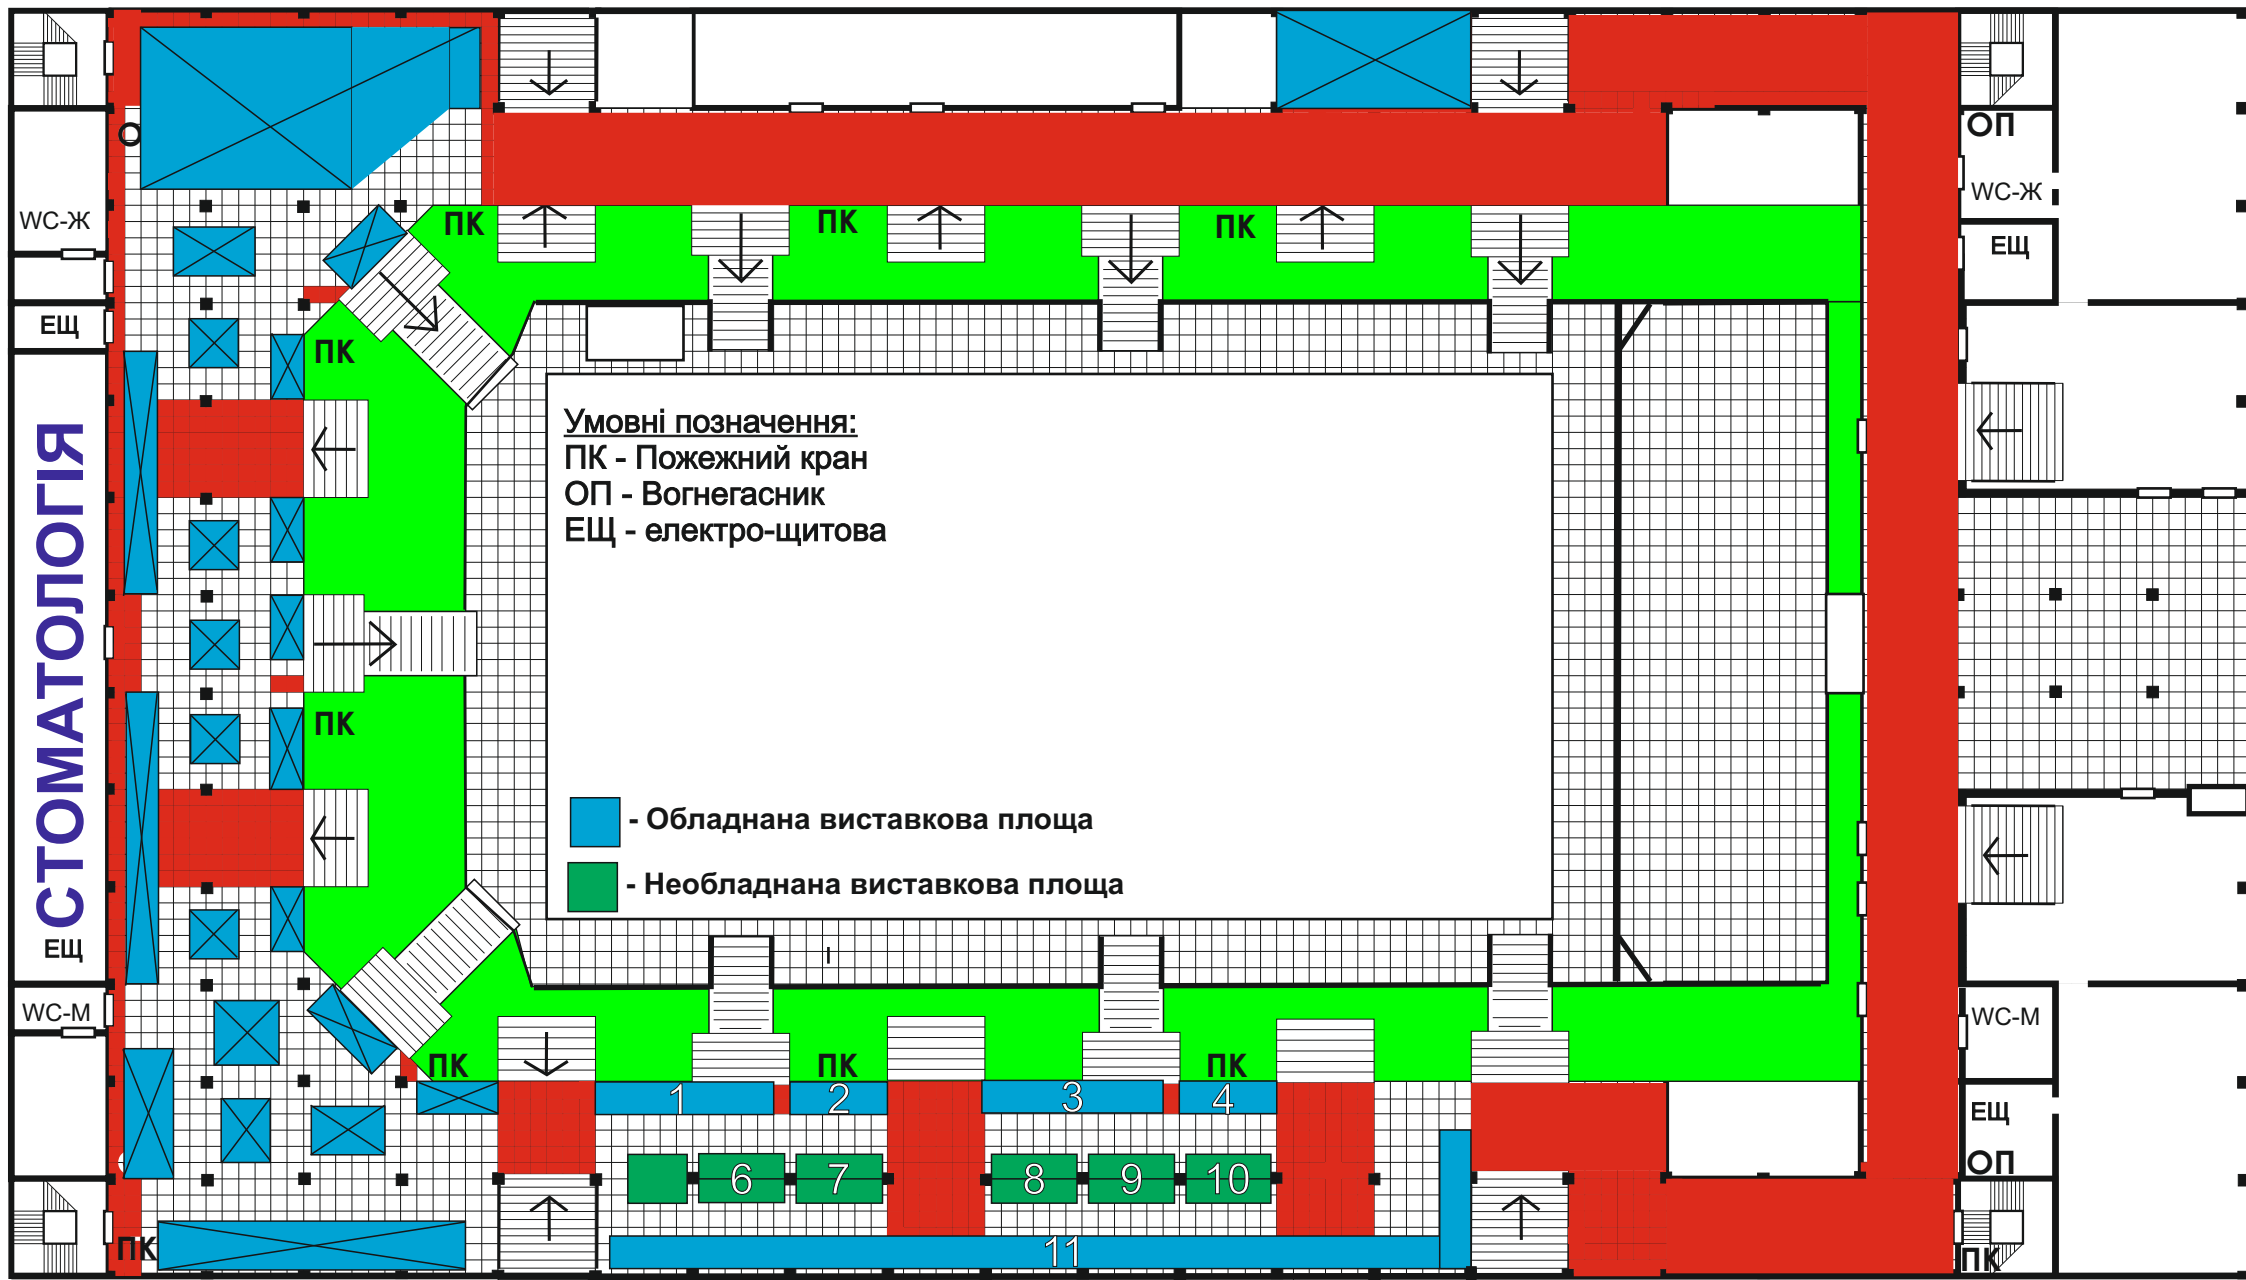 О
ОП
WC-Ж
WC-Ж
ПК
ПК
ПК
ЕЩ
ЕЩ
ПК
СТОМАТОЛОГІЯ
Умовні позначення:
ПК - Пожежний кран
ОП - Вогнегасник
ЕЩ - електро-щитова
ПК
- Обладнана виставкова площа
- Необладнана виставкова площа
ЕЩ
WC-М
WC-М
ПК
ПК
ПК
1
2
3
4
ЕЩ
ОП
6
7
8
9
10
ПК
11
ПК